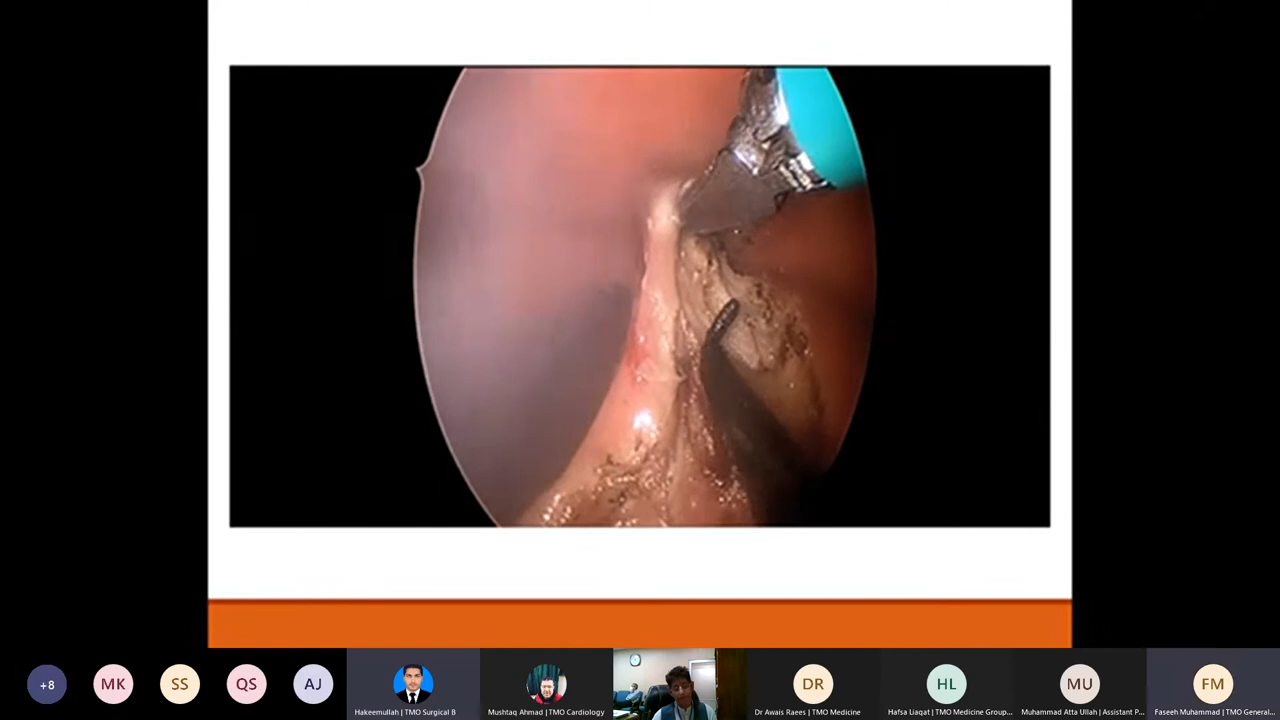 +8
MK
SS
QS
AJ
Hakeemullah | TMO Surgical B
Mushtaq Ahmad | TMO Cardiology
DR
Dr Awais Raees | TMO Medicine
HL
Hafsa Liaqat | TMO Medicine Group...
MU
Muhammad Atta Ullah | Assistant P...
FM
Faseeh Muhammad | TMO General...